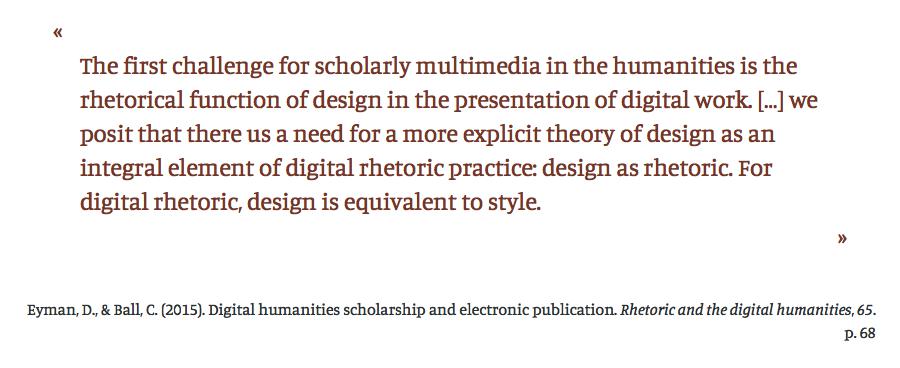 «
The first challenge for scholarly multimedia in the humanities is the
rhetorical function of design in the presentation of digital work. [...] we
posit that there us a need for a more explicit theory of design as an
integral element of digital rhetoric practice: design as rhetoric. For
digital rhetoric, design is equivalent to style.
»
Eyman, D., & Ball, C. (2015). Digital humanities scholarship and electronic publication. Rhetoric and the digital humanities, 65.
p. 68